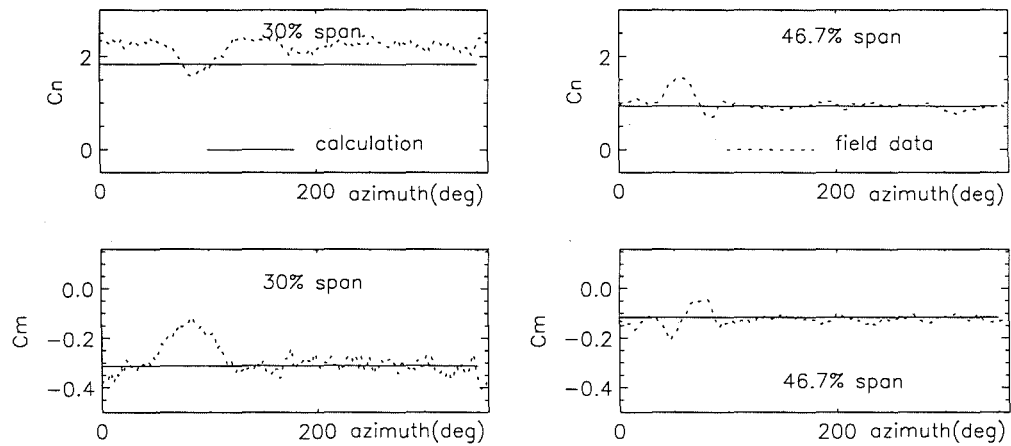 30% span
2
Cn
0
calculation
0
200
azimuth(deg)
46.7% span
2
Cn
0
field data
0
200
azimuth(deg)
30% span
0.0
Cm
−0.2
−0.4
0
200
azimuth(deg)
0.0
Cm
−0.2
−0.4
46.7% span
0
200
azimuth(deg)